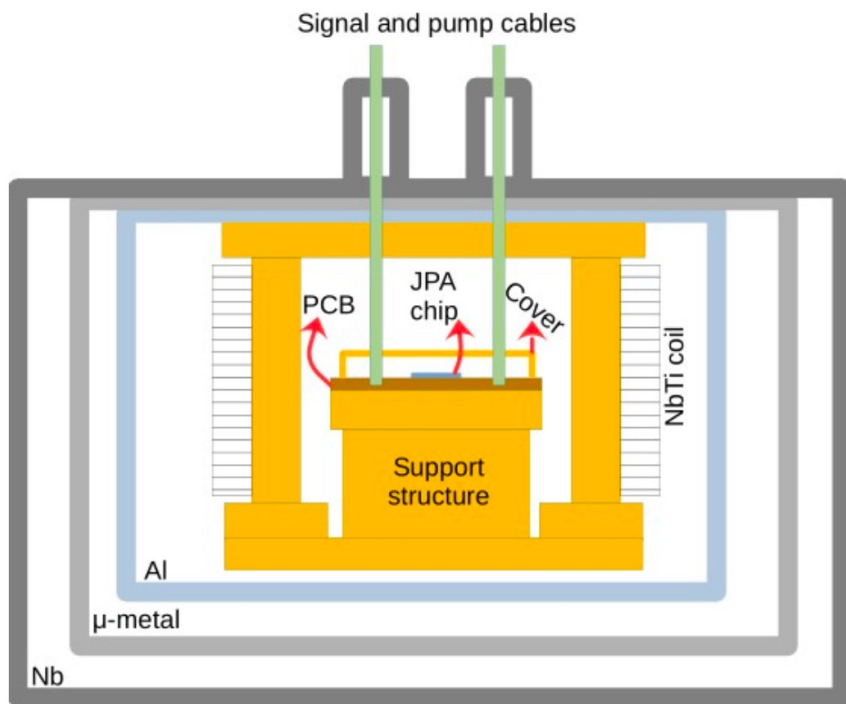 Signal and pump cables
PCB
JPA
chip
Cover
NbTi coil
Support
structure
Al
μ-metal
Nb